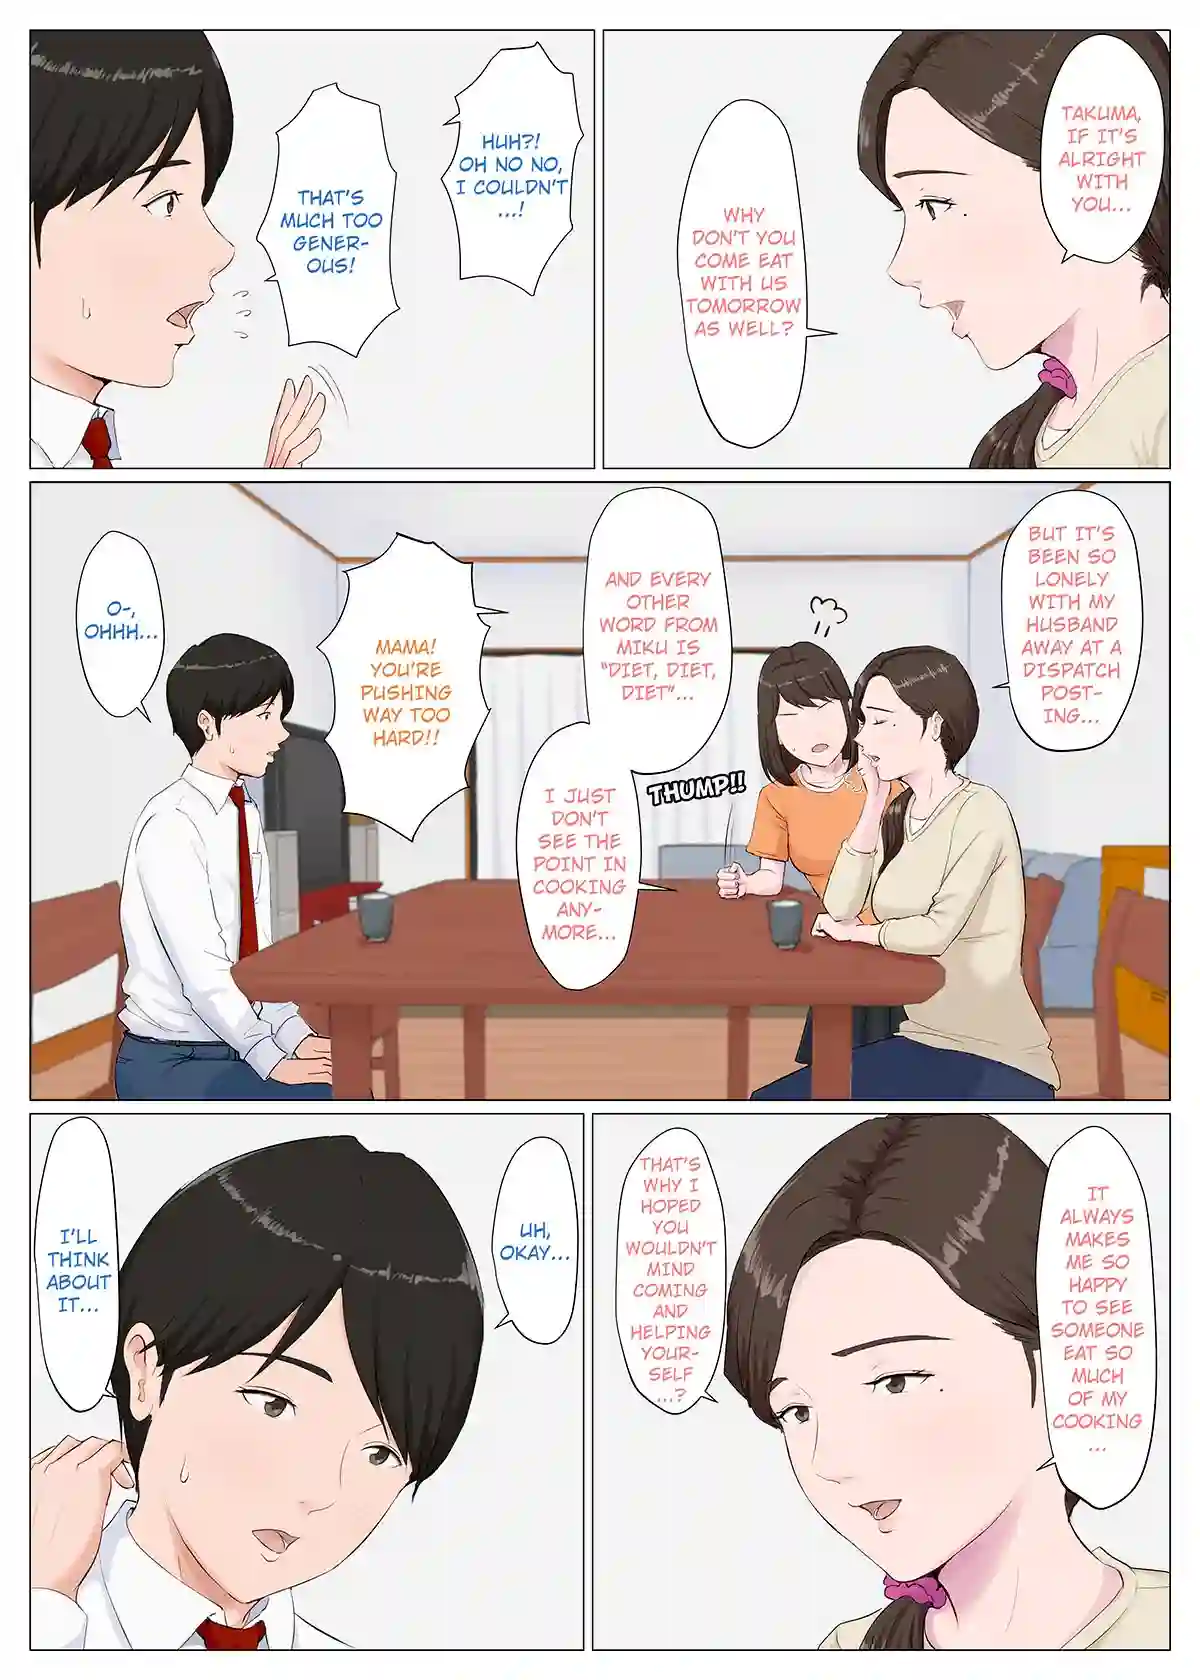 TAKUMA,
IF IT'S
ALRIGHT
WITH
YOU...
WHY
DON'T YOU
COME EAT
WITH US
TOMORROW
AS WELL?
HUH?!
OH NO NO,
I COULDN'T
...!
THAT'S
MUCH TOO
GENER-
OUS!
BUT IT'S
BEEN SO
LONELY
WITH MY
HUSBAND
AWAY AT A
DISPATCH
POST-
ING...
AND EVERY
OTHER
WORD FROM
MIKU IS
"DIET, DIET,
DIET"...
I JUST
DON'T
SEE THE
POINT IN
COOKING
ANY-
MORE...
THUMP!!
MAMA!
YOU'RE
PUSHING
WAY TOO
HARD!!
O-,
OHHH...
IT
ALWAYS
MAKES
ME SO
HAPPY
TO SEE
SOMEONE
EAT SO
MUCH
OF MY
COOKING
...
THAT'S
WHY I
HOPED
YOU
WOULDN'T
MIND
COMING
AND
HELPING
YOUR-
SELF
...?
UH,
OKAY...
I'LL
THINK
ABOUT
IT...